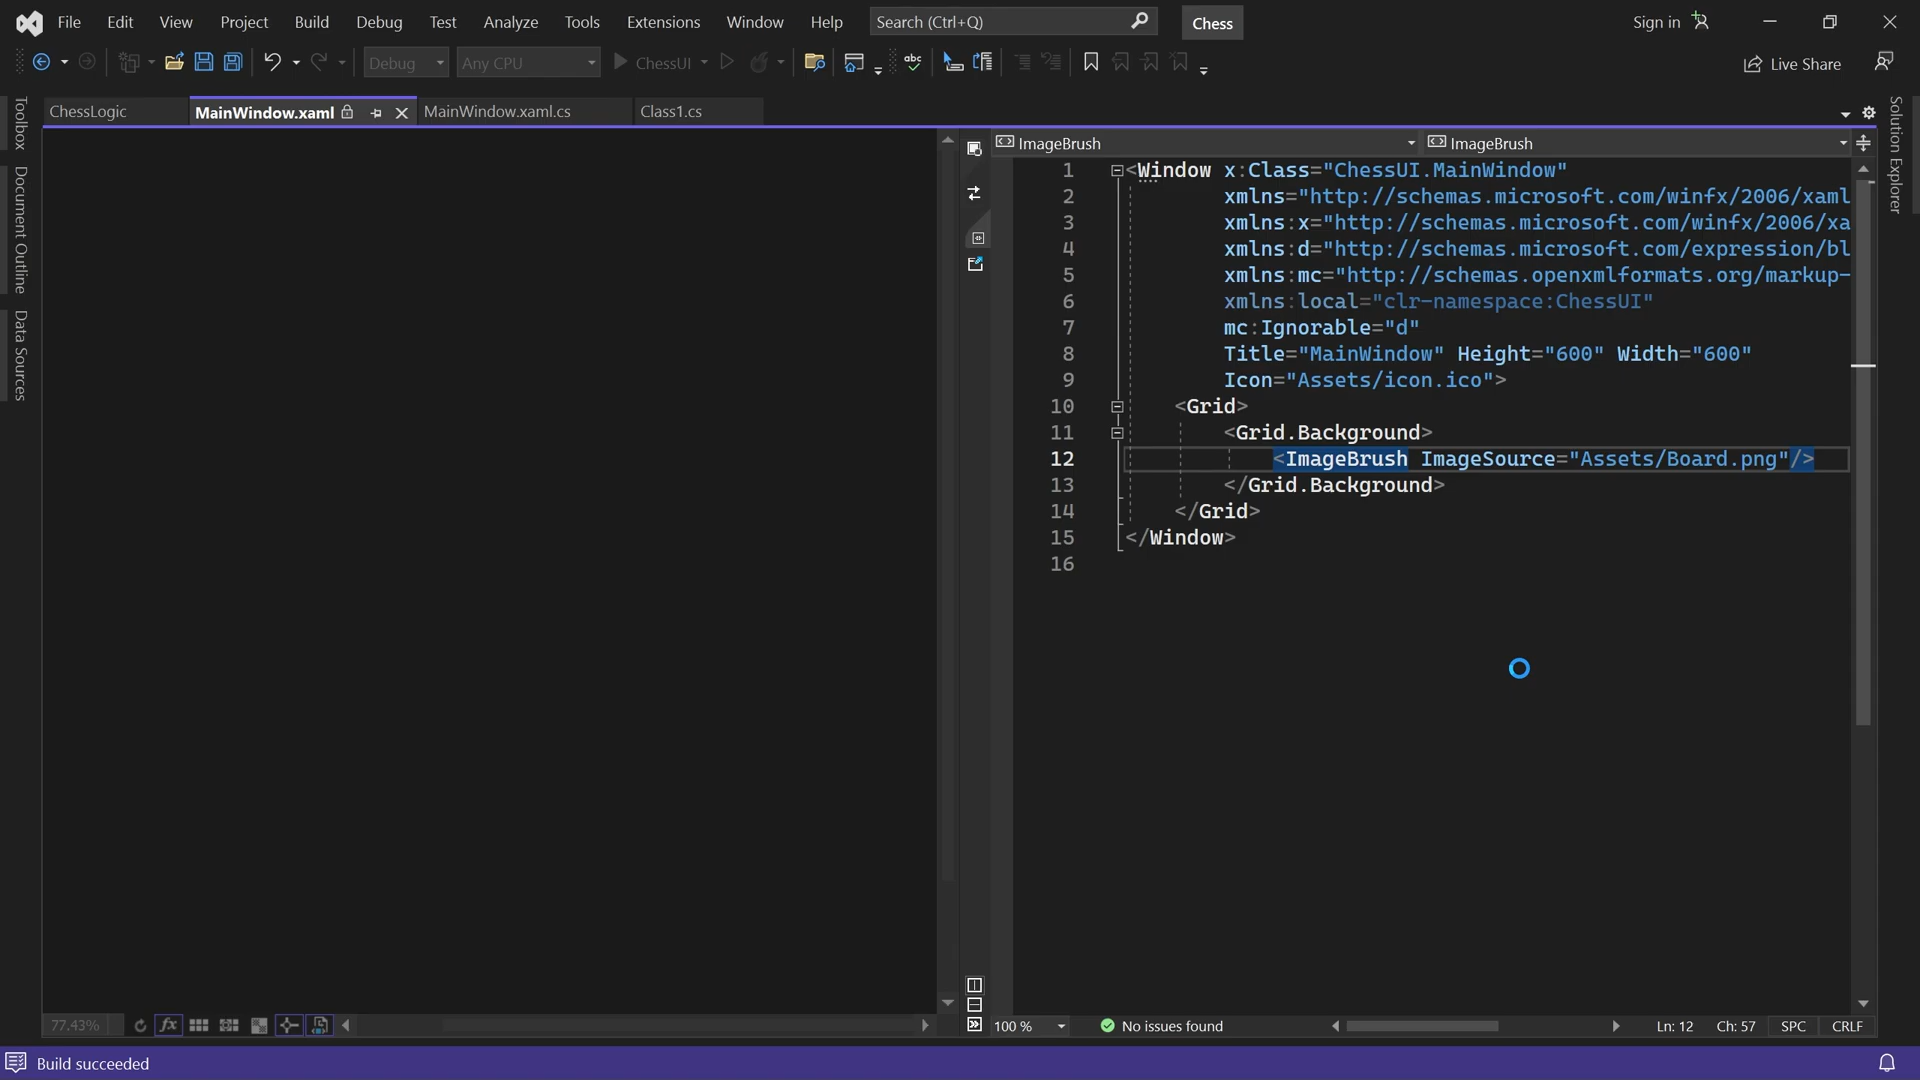 File Edit View Project Build Debug Test Analyze Tools Extensions Window Help Search (Ctrl+Q) Chess Sign in
Debug Any CPU ChessUI abc Live Share
ChessLogic MainWindow.xaml MainWindow.xaml.cs Class1.cs
Toolbox
Document Outline
Data Sources
Solution Explorer
ImageBrush ImageBrush
1 <Window x:Class="ChessUI.MainWindow"
2 xmlns="http://schemas.microsoft.com/winfx/2006/xaml
3 xmlns:x="http://schemas.microsoft.com/winfx/2006/xa
4 xmlns:d="http://schemas.microsoft.com/expression/bl
5 xmlns:mc="http://schemas.openxmlformats.org/markup-
6 xmlns:local="clr-namespace:ChessUI"
7 mc:Ignorable="d"
8 Title="MainWindow" Height="600" Width="600"
9 Icon="Assets/icon.ico">
10 <Grid>
11 <Grid.Background>
12 <ImageBrush ImageSource="Assets/Board.png"/>
13 </Grid.Background>
14 </Grid>
15 </Window>
16
77.43% fx 100 % No issues found Ln: 12 Ch: 57 SPC CRLF
Build succeeded